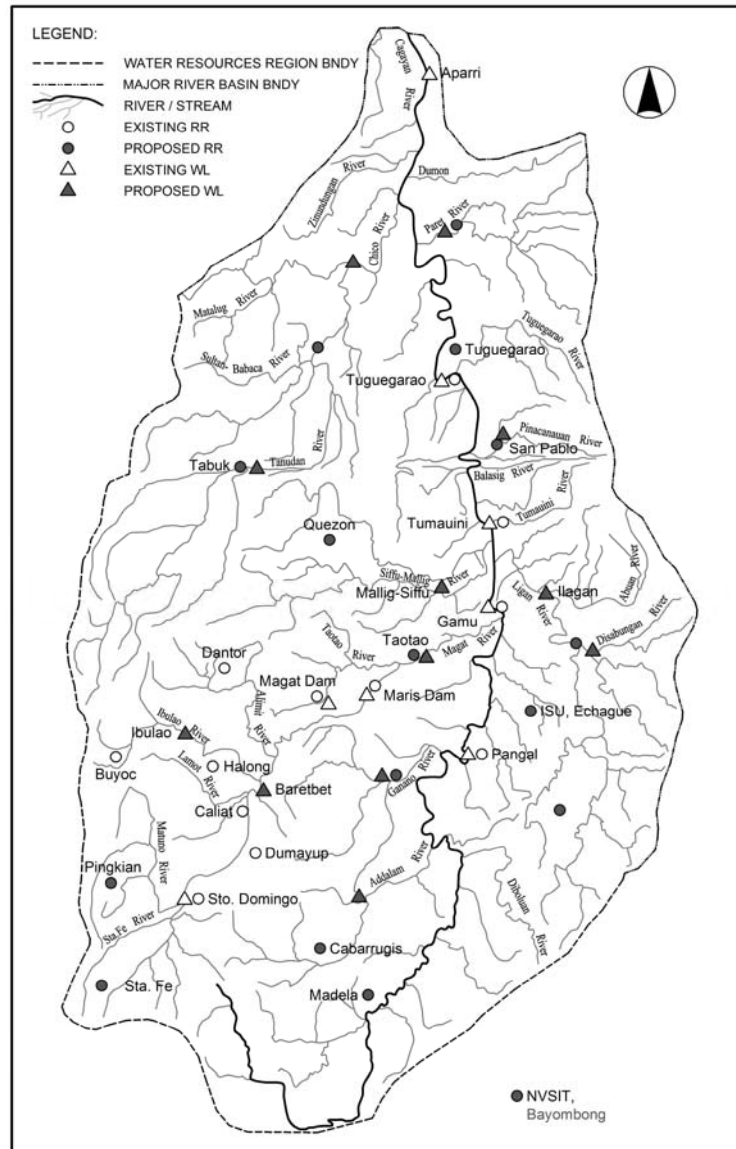 LEGEND:
WATER RESOURCES REGION BNDY
MAJOR RIVER BASIN BNDY
RIVER / STREAM
EXISTING RR
PROPOSED RR
EXISTING WL
PROPOSED WL
Cagayan River
Aparri
Zinundungan River
Dumon
Paret River
Chico River
Matalug River
Tuguegarao River
Sultan- Babaca River
Tuguegarao
Tuguegarao
Pinacanauan River
San Pablo
Tabuk
Tanudan River
Balasig River
Quezon
Tumauini
Tumauini River
Siffu-Mallig River
Mallig-Siffu
Ligan River
Ilagan
Abuan River
Gamu
Disabungan River
Taotao River
Taotao
Magat River
Dantor
Magat Dam
Maris Dam
Alimit River
Ibulao River
Ibulao
ISU, Echague
Buyoc
Lamot River
Halong
Pangal
Baretbet
Ganano River
Caliat
Matuno River
Dumayup
Pingkian
Addalam River
Diboluan River
Sto. Domingo
Sta.Fe River
Cabarrugis
Sta. Fe
Madela
NVSIT,
Bayombong